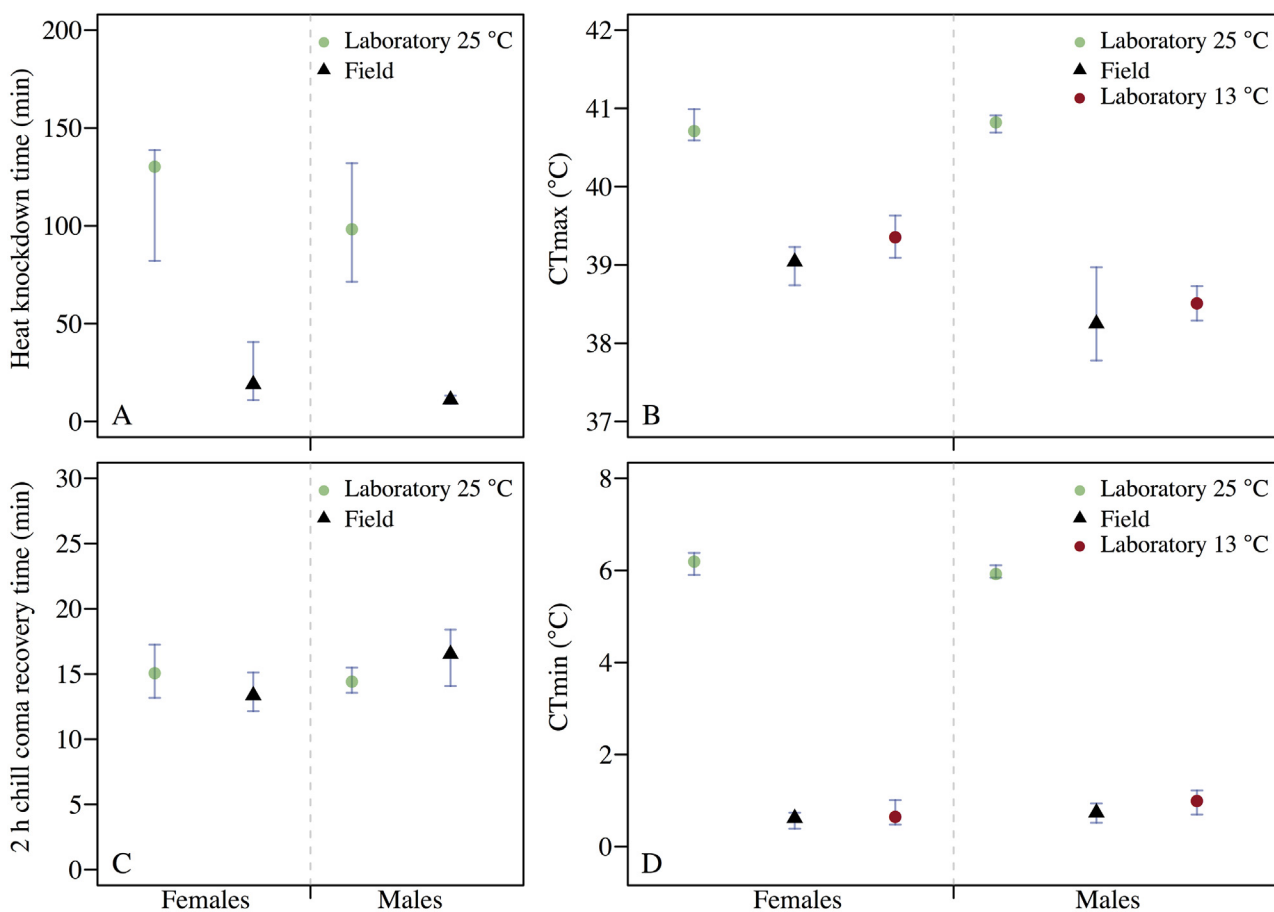 Heat knockdown time (min)
200
150
100
50
0
Laboratory 25 °C
Field
A
CTmax (°C)
42
41
40
39
38
37
Laboratory 25 °C
Field
Laboratory 13 °C
B
2 h chill coma recovery time (min)
30
25
20
15
10
5
0
Laboratory 25 °C
Field
C
Females
Males
CTmin (°C)
8
6
4
2
0
Laboratory 25 °C
Field
Laboratory 13 °C
D
Females
Males